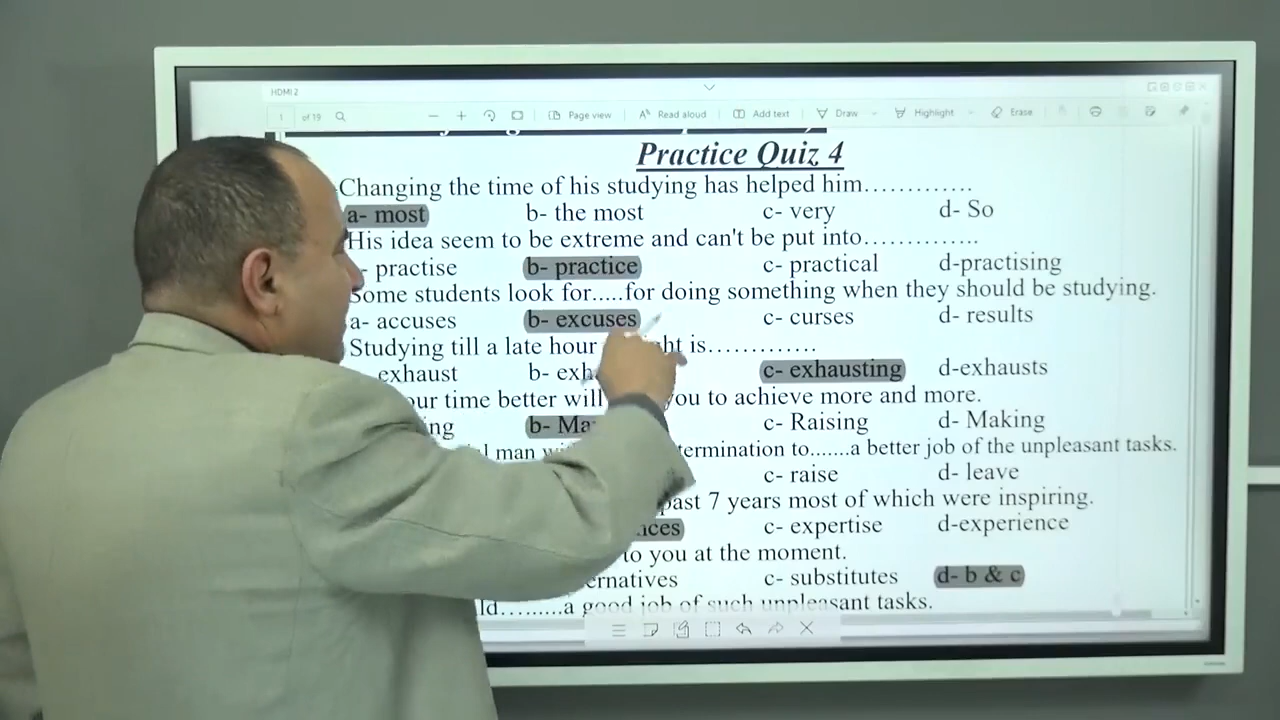 HDMI 2
1 of 19 Page view Read aloud Add text Draw Highlight Erase
Practice Quiz 4
Changing the time of his studying has helped him.............
a- most b- the most c- very d- So
His idea seem to be extreme and can't be put into..............
practise b- practice c- practical d-practising
Some students look for.....for doing something when they should be studying.
a- accuses b- excuses c- curses d- results
Studying till a late hour is.............
exhaust b- c- exhausting d-exhausts
time better will you to achieve more and more.
b- c- Raising d- Making
man to.......a better job of the unpleasant tasks.
c- raise d- leave
past 7 years most of which were inspiring.
c- expertise d-experience
to you at the moment.
c- substitutes d- b & c
.........a good job of such unpleasant tasks.